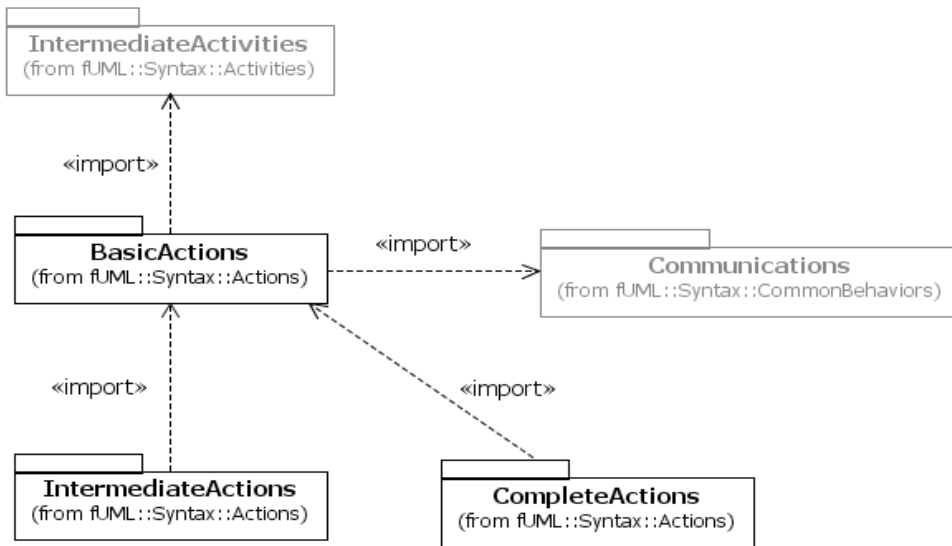 IntermediateActivities
(from fUML::Syntax::Activities)
«import»
BasicActions
(from fUML::Syntax::Actions)
«import»
Communications
(from fUML::Syntax::CommonBehaviors)
«import»
«import»
IntermediateActions
(from fUML::Syntax::Actions)
CompleteActions
(from fUML::Syntax::Actions)